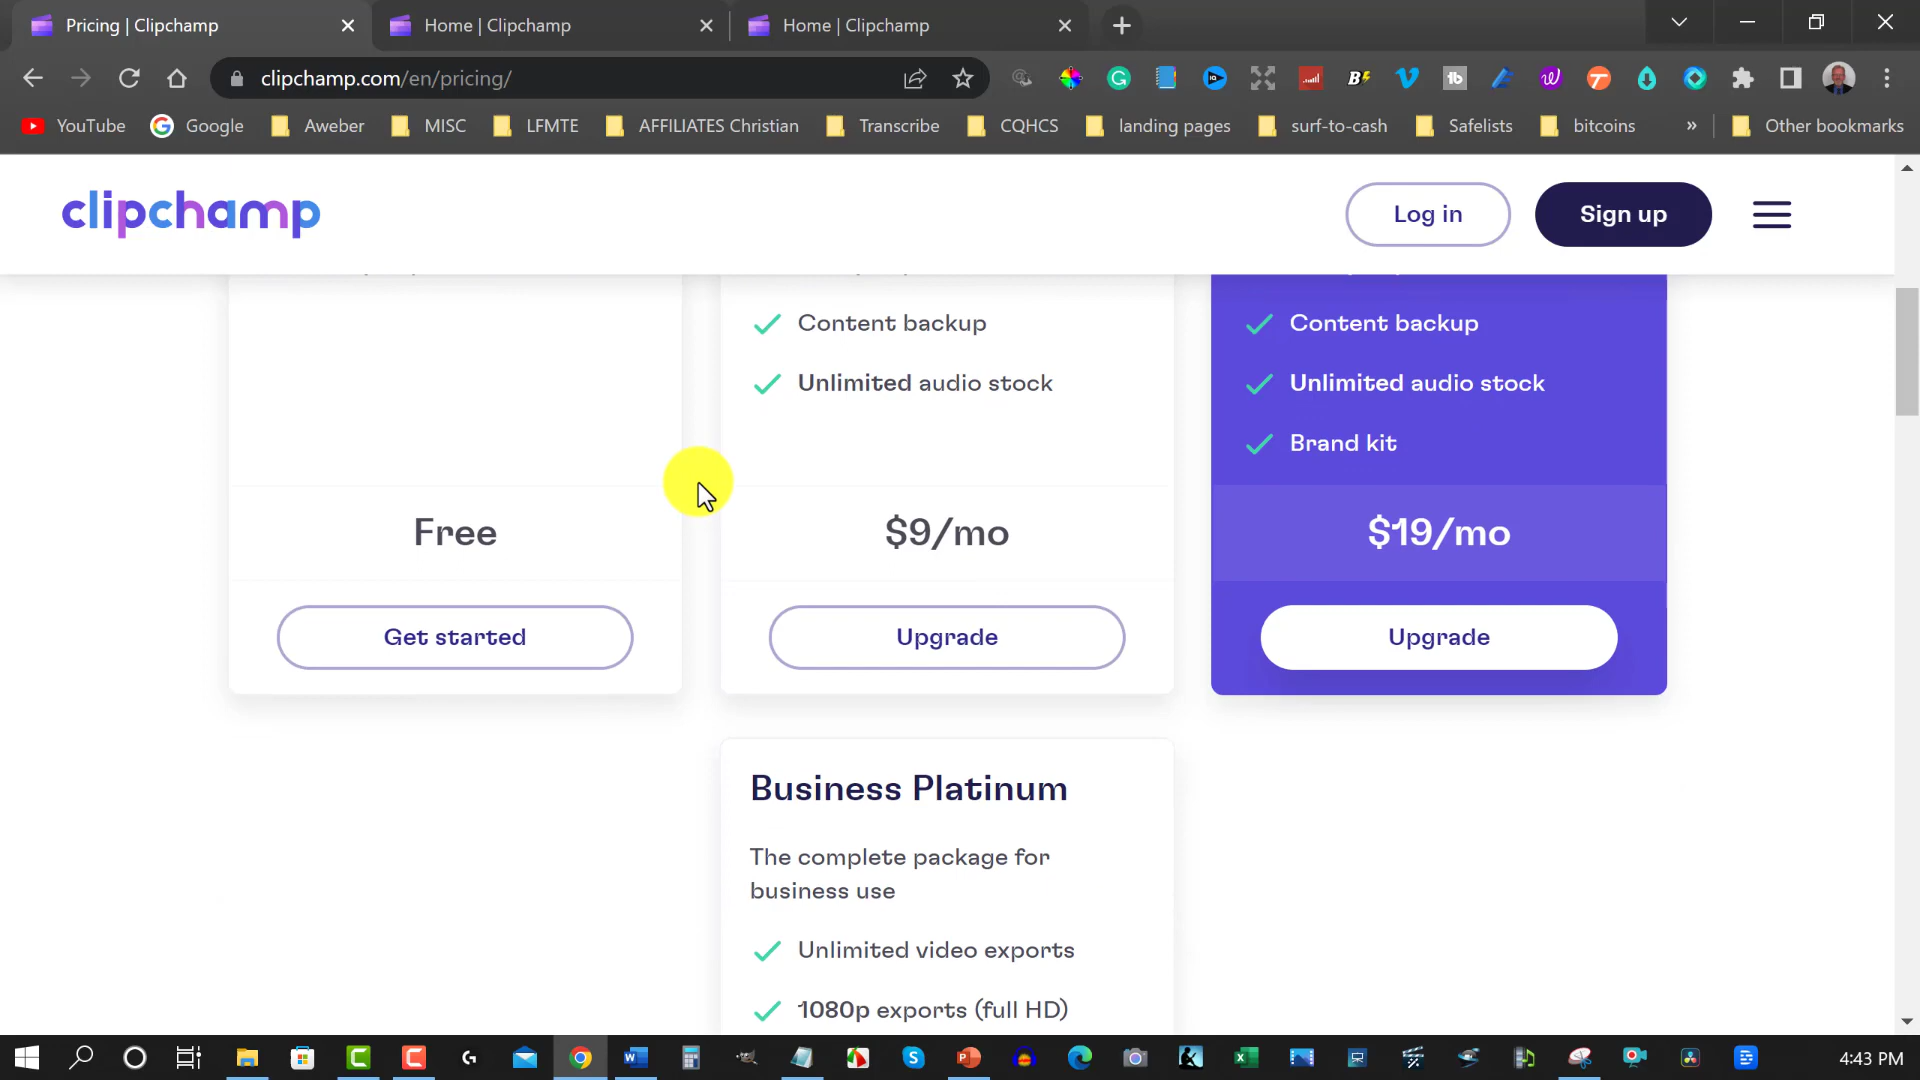 Pricing | Clipchamp
Home | Clipchamp
Home | Clipchamp
clipchamp.com/en/pricing/
YouTube
Google
Aweber
MISC
LFMTE
AFFILIATES Christian
Transcribe
CQHCS
landing pages
surf-to-cash
Safelists
bitcoins
»
Other bookmarks
clipchamp
Log in
Sign up
Content backup
Unlimited audio stock
Content backup
Unlimited audio stock
Brand kit
Free
$9/mo
$19/mo
Get started
Upgrade
Upgrade
Business Platinum
The complete package for
business use
Unlimited video exports
1080p exports (full HD)
4:43 PM